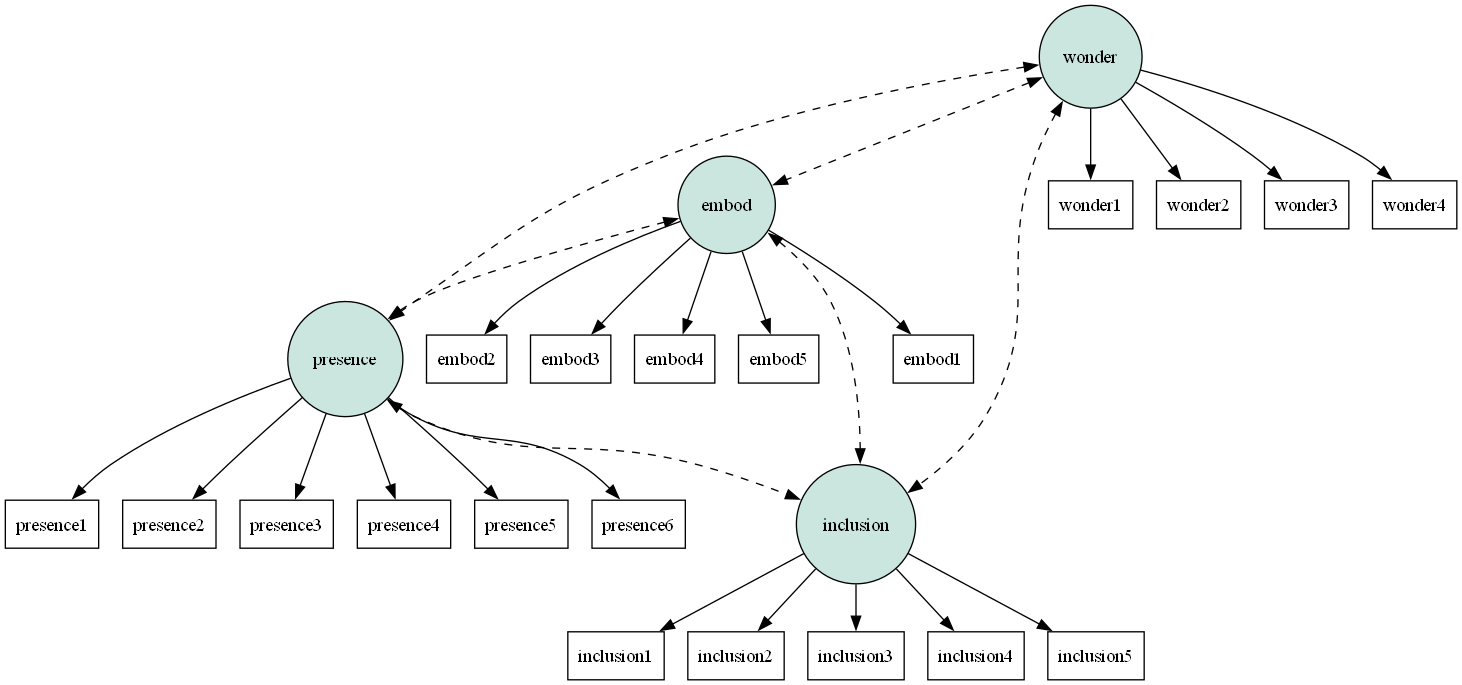 wonder
embod
wonder1
wonder2
wonder3
wonder4
presence
embod2
embod3
embod4
embod5
embod1
presence1
presence2
presence3
presence4
presence5
presence6
inclusion
inclusion1
inclusion2
inclusion3
inclusion4
inclusion5